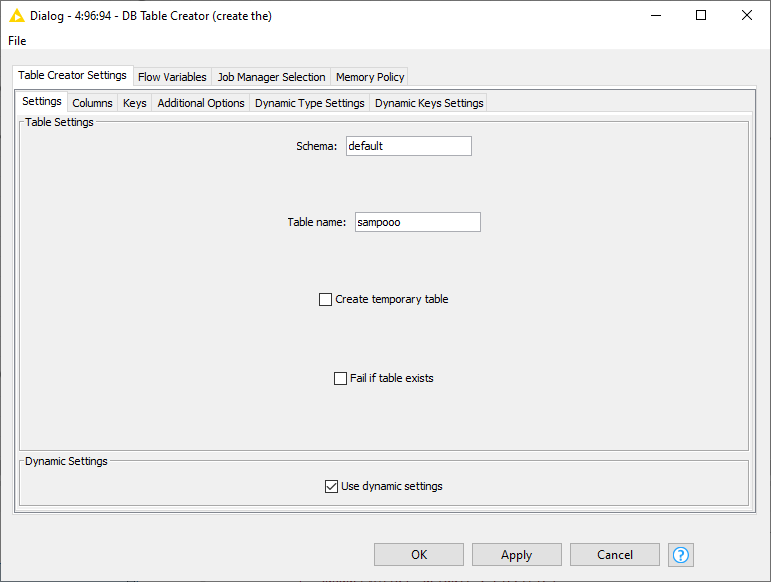 Dialog - 4:96:94 - DB Table Creator (create the)
File
Table Creator Settings Flow Variables Job Manager Selection Memory Policy
Settings Columns Keys Additional Options Dynamic Type Settings Dynamic Keys Settings
Table Settings
Schema: default
Table name: sampooo
Create temporary table
Fail if table exists
Dynamic Settings
Use dynamic settings
OK Apply Cancel ?